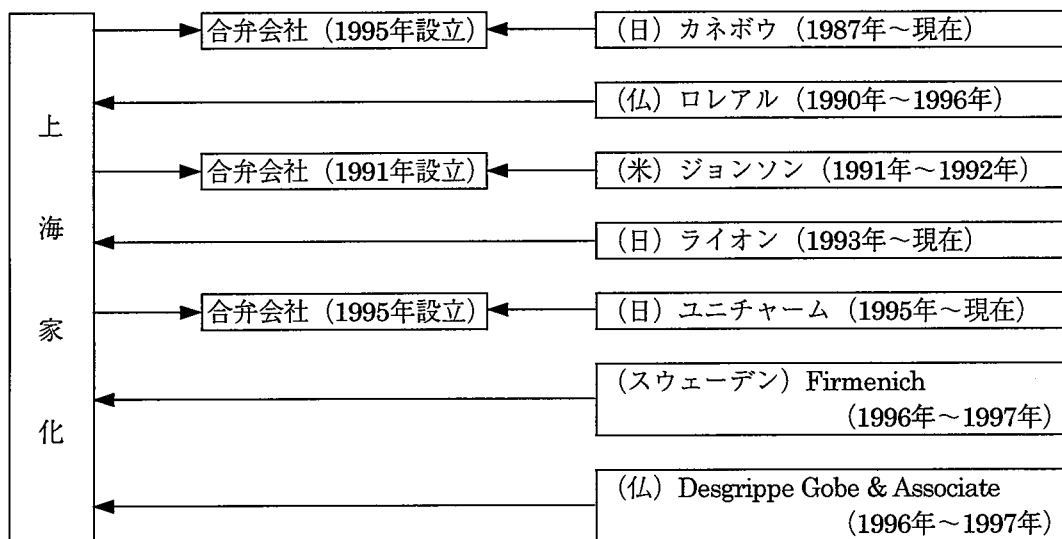 上海家化
合弁会社（1995年設立）
（日）カネボウ（1987年～現在）
（仏）ロレアル（1990年～1996年）
合弁会社（1991年設立）
（米）ジョンソン（1991年～1992年）
（日）ライオン（1993年～現在）
合弁会社（1995年設立）
（日）ユニチャーム（1995年～現在）
（スウェーデン）Firmenich
（1996年～1997年）
（仏）Desgrippe Gobe & Associate
（1996年～1997年）